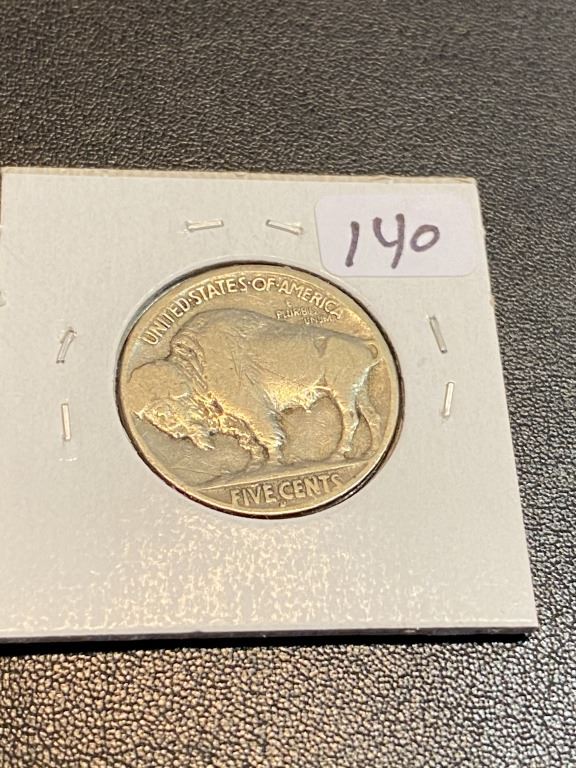 140
UNITED·STATES·OF·AMERICA
E
PLURIBUS
UNUM
FIVE CENTS